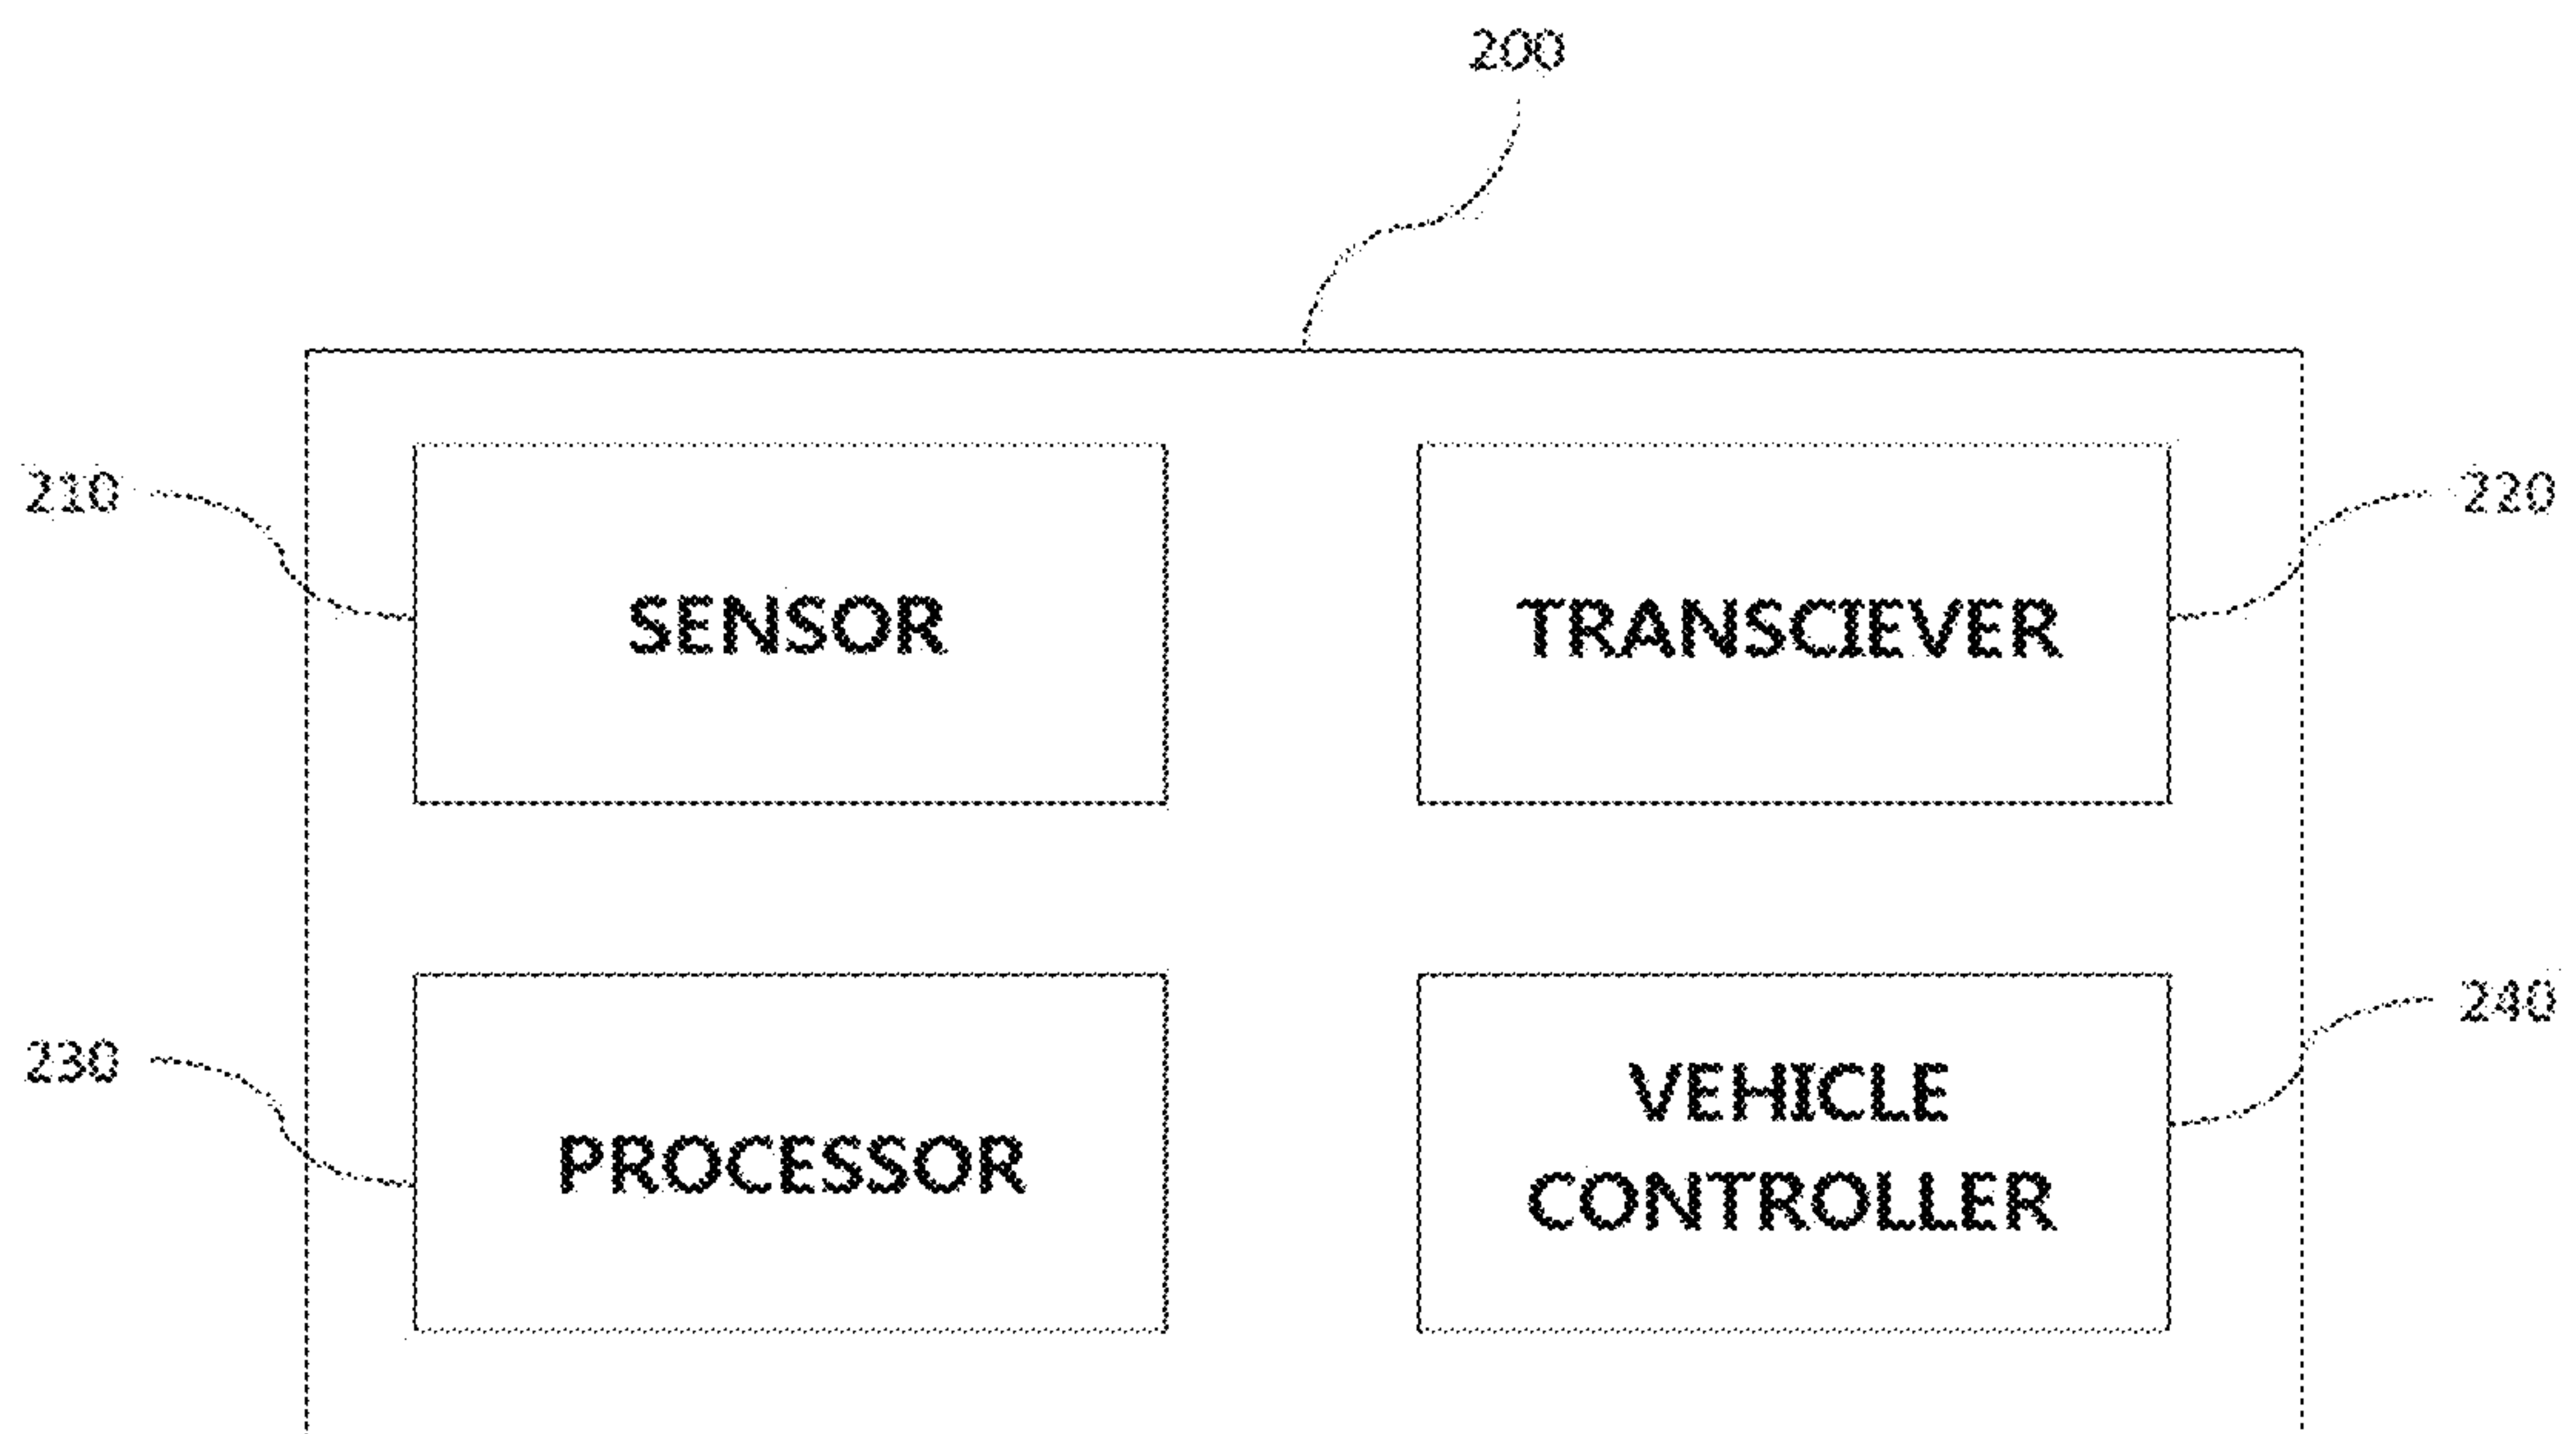 200
210
SENSOR
TRANSCIEVER
220
230
PROCESSOR
VEHICLE
CONTROLLER
240